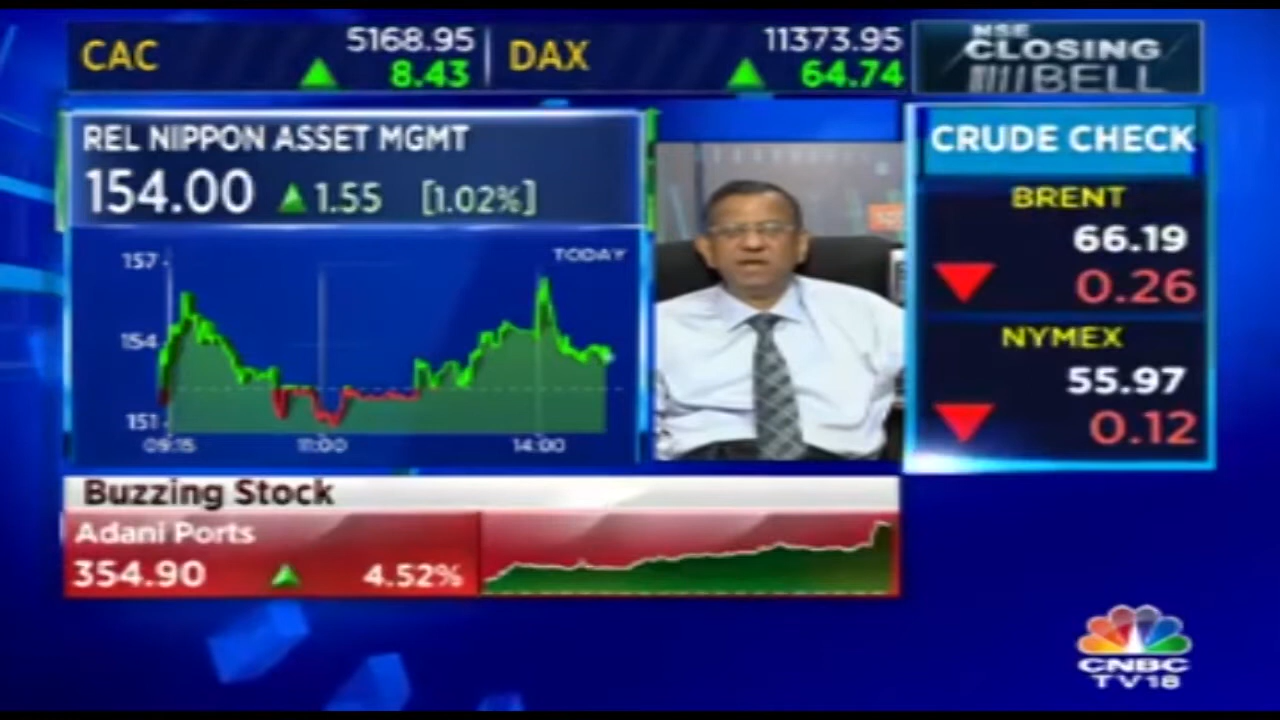 CAC 5168.95 DAX 11373.95
▲ 8.43 ▲ 64.74
NSE
CLOSING
BELL
REL NIPPON ASSET MGMT
154.00 ▲ 1.55 [1.02%]
TODAY
157
154
151
09:15 11:00 14:00
CRUDE CHECK
BRENT
66.19
▼ 0.26
NYMEX
55.97
▼ 0.12
Buzzing Stock
Adani Ports
354.90 ▲ 4.52%
CNBC
TV18